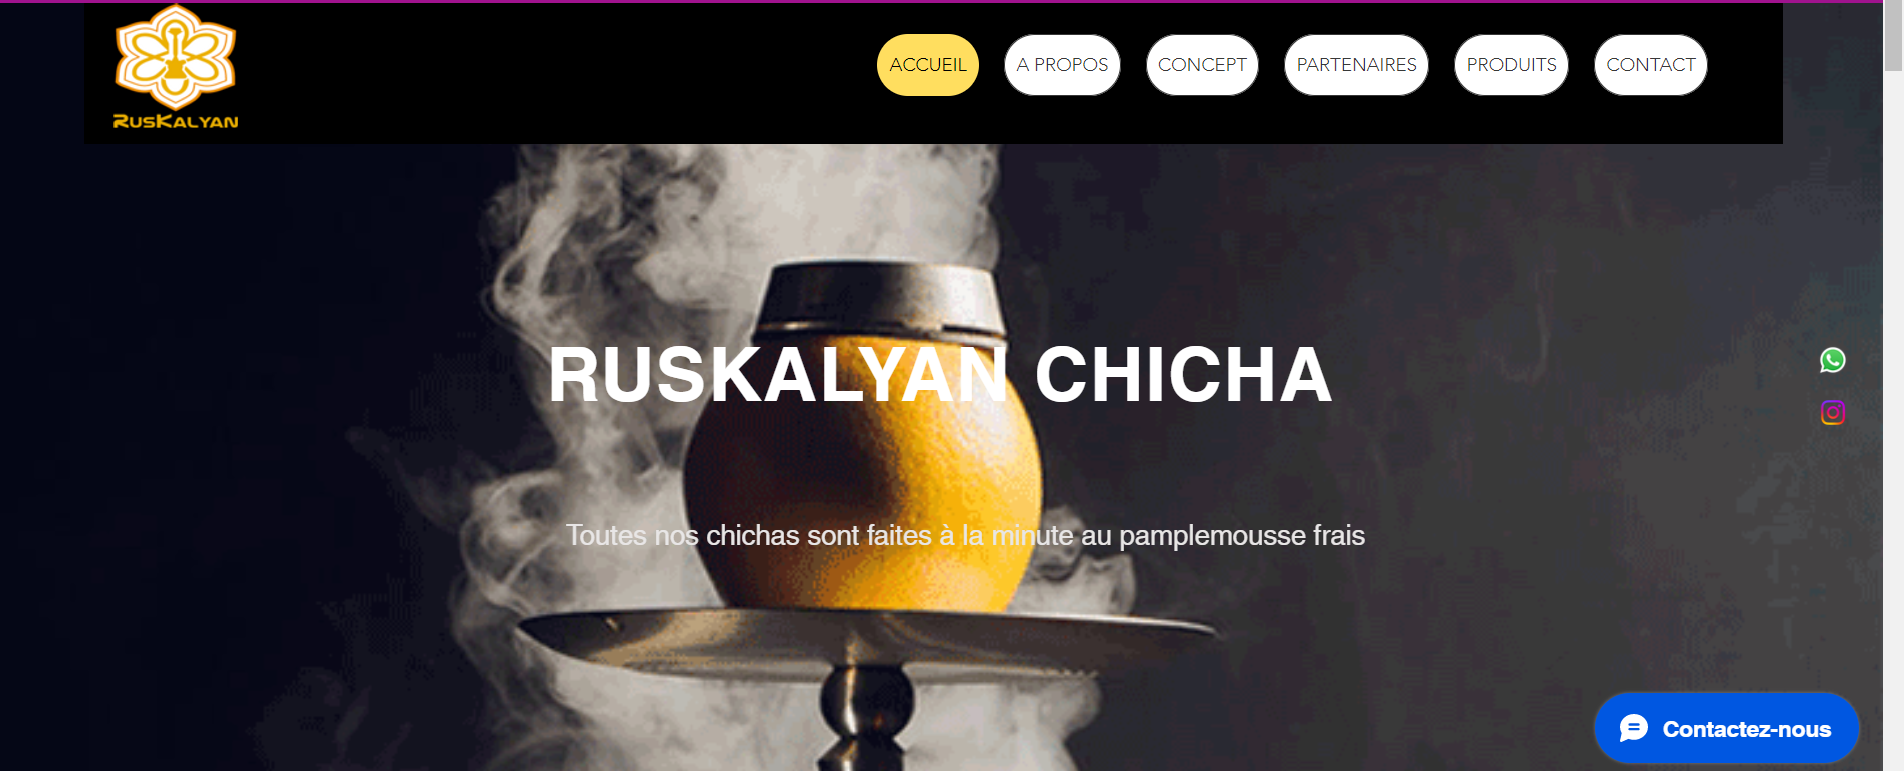 RUSKALYAN
ACCUEIL
A PROPOS
CONCEPT
PARTENAIRES
PRODUITS
CONTACT
RUSKALYAN CHICHA
Toutes nos chichas sont faites à la minute au pamplemousse frais
Contactez-nous